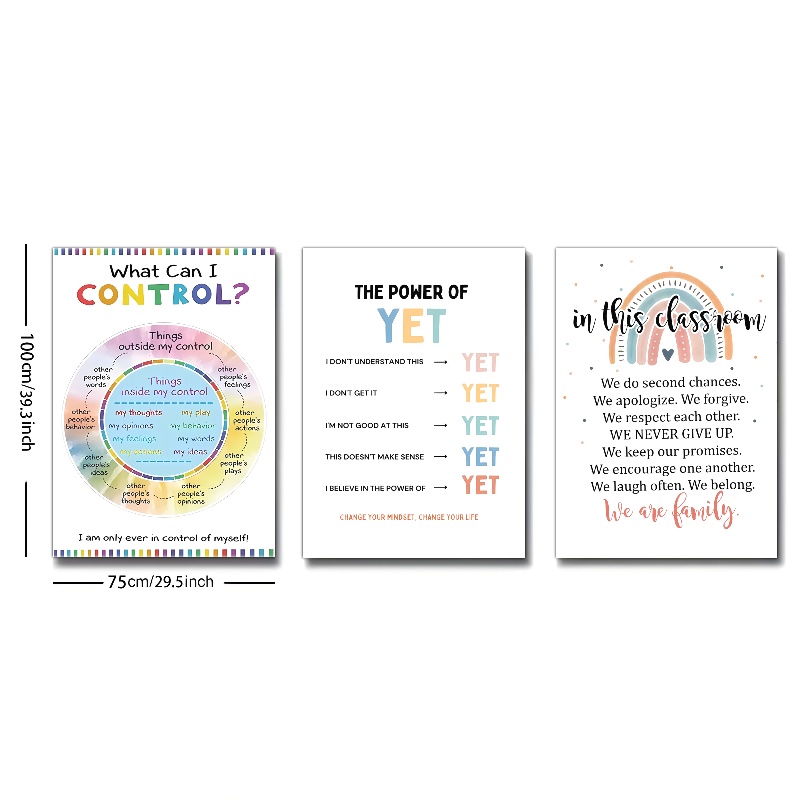 100cm/39.3inch
75cm/29.5inch
What Can I
CONTROL?
Things
outside my control
other
people's
words
other
people's
feelings
other
people's
behavior
other
people's
actions
other
people's
ideas
other
people's
plays
other
people's
thoughts
other
people's
opinions
Things
inside my control
my thoughts my play
my opinions my behavior
my feelings my words
my ideas
I am only ever in control of myself!
THE POWER OF
YET
I DON'T UNDERSTAND THIS → YET
I DON'T GET IT → YET
I'M NOT GOOD AT THIS → YET
THIS DOESN'T MAKE SENSE → YET
I BELIEVE IN THE POWER OF → YET
CHANGE YOUR MINDSET, CHANGE YOUR LIFE
in this classroom
We do second chances.
We apologize. We forgive.
We respect each other.
WE NEVER GIVE UP.
We keep our promises.
We encourage one another.
We laugh often. We belong.
We are family.